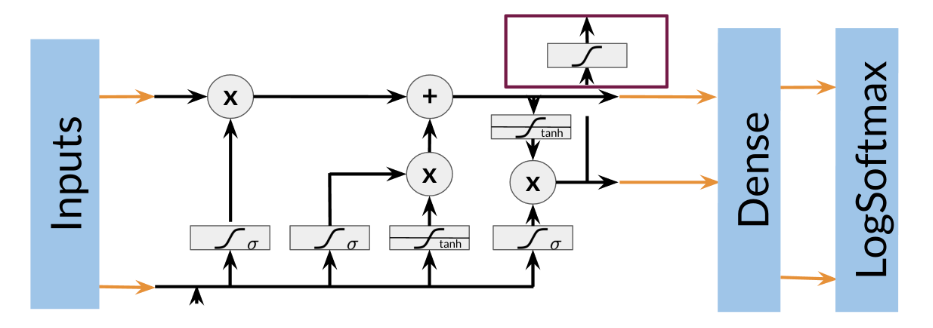 Inputs
x
+
tanh
x
x
σ
σ
tanh
σ
Dense
LogSoftmax